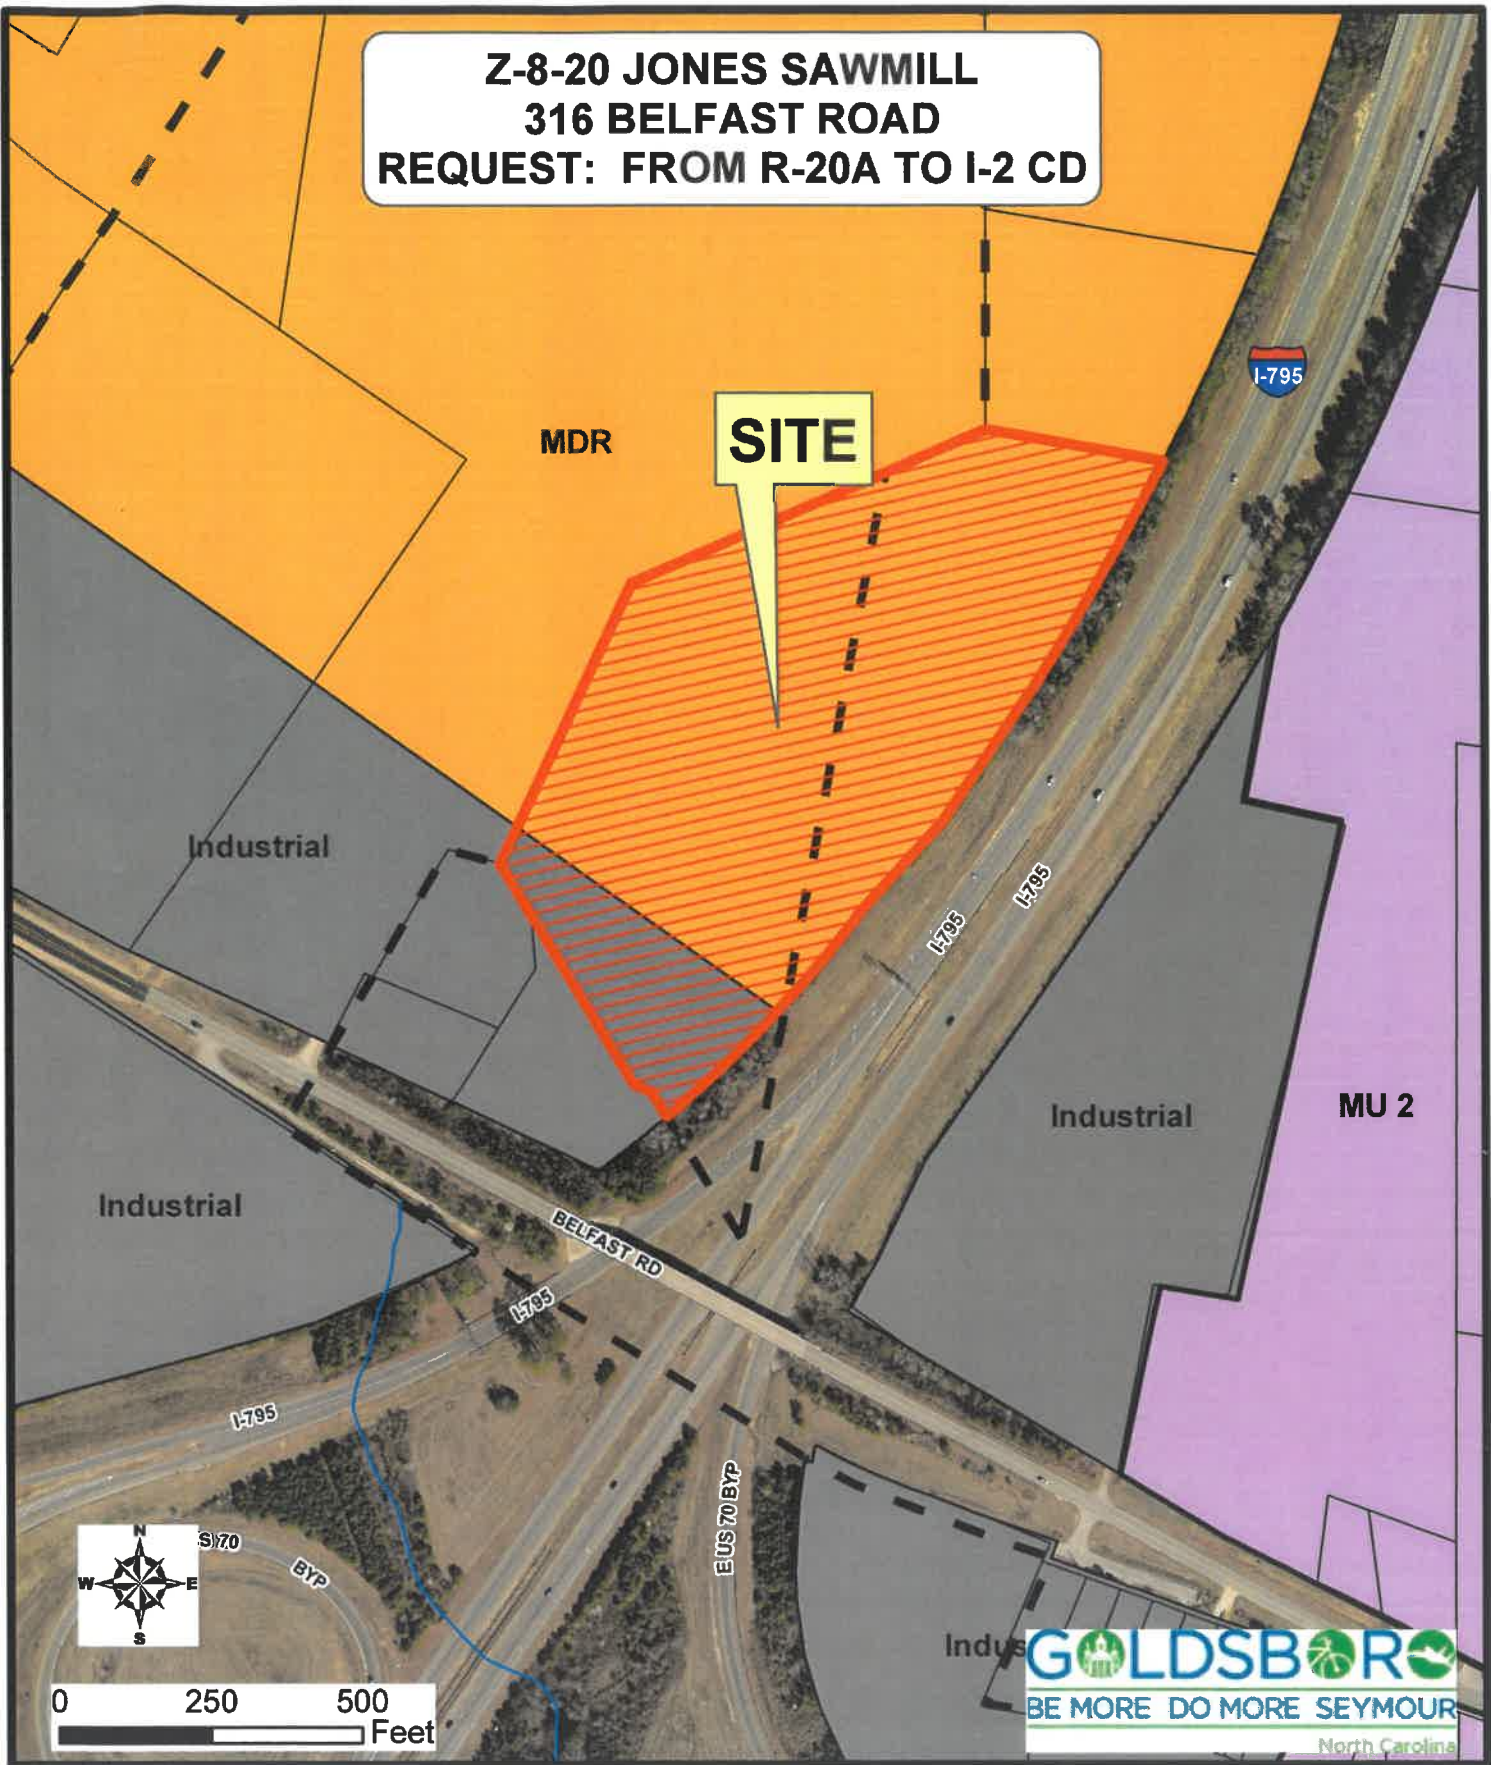 Z-8-20 JONES SAWMILL
316 BELFAST ROAD
REQUEST: FROM R-20A TO I-2 CD
I-795
MDR
SITE
Industrial
I-795
I-795
Industrial
MU 2
Industrial
BELFAST RD
I-795
I-795
E US 70 BYP
S 70
BYP
N
W
E
S
Indus
0 250 500
Feet
GOLDSBORO
BE MORE DO MORE SEYMOUR
North Carolina